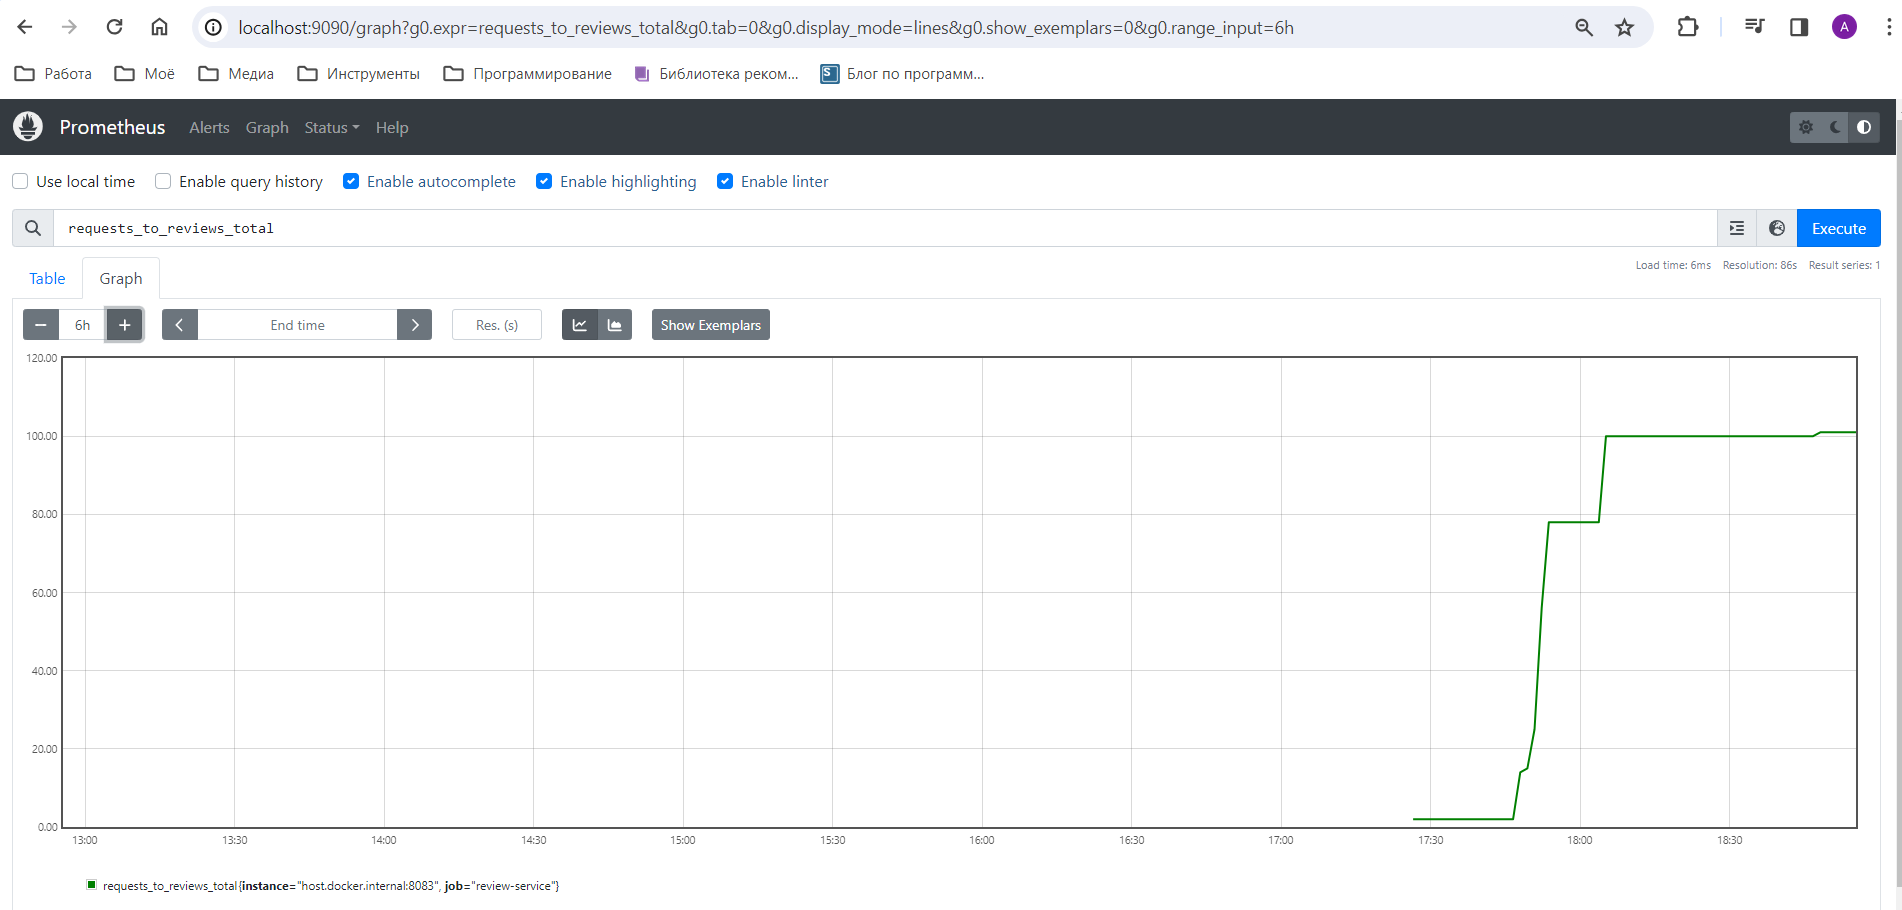 localhost:9090/graph?g0.expr=requests_to_reviews_total&g0.tab=0&g0.display_mode=lines&g0.show_exemplars=0&g0.range_input=6h
A
Работа Моё Медиа Инструменты Программирование Библиотека реком... S Блог по программ...
Prometheus Alerts Graph Status Help
Use local time Enable query history Enable autocomplete Enable highlighting Enable linter
requests_to_reviews_total Execute
Table Graph Load time: 6ms Resolution: 86s Result series: 1
6h End time Res. (s) Show Exemplars
120.00
100.00
80.00
60.00
40.00
20.00
0.00
13:00 13:30 14:00 14:30 15:00 15:30 16:00 16:30 17:00 17:30 18:00 18:30
requests_to_reviews_total{instance="host.docker.internal:8083", job="review-service"}